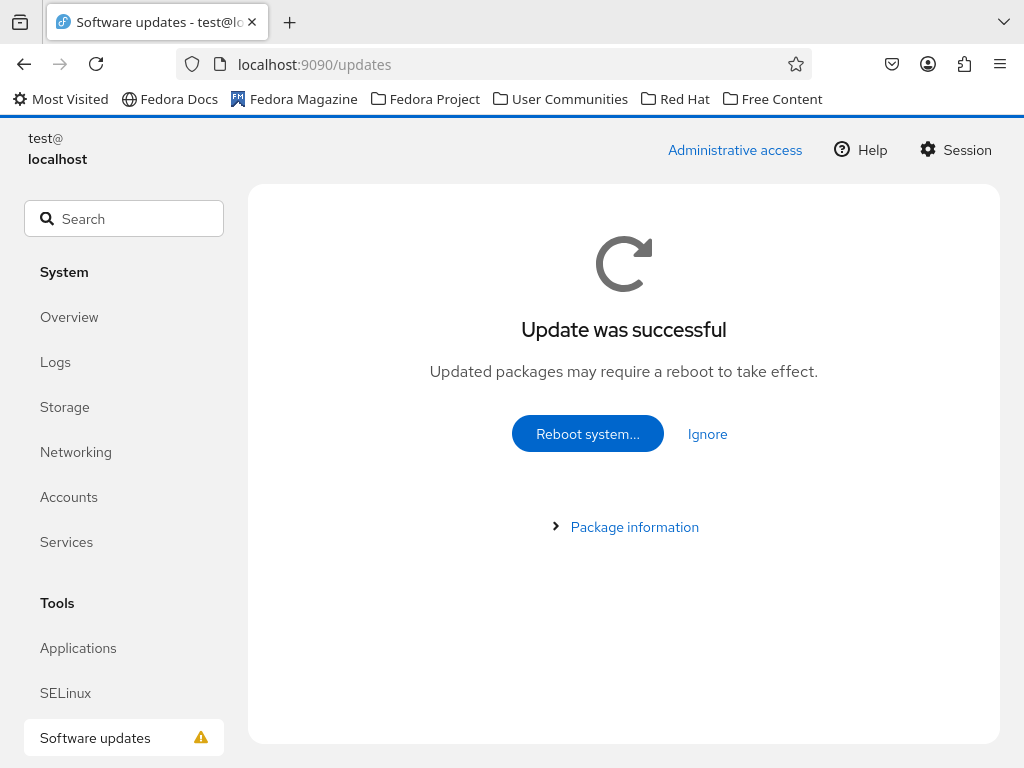 Software updates - test@lo
localhost:9090/updates
Most Visited
Fedora Docs
FM
Fedora Magazine
Fedora Project
User Communities
Red Hat
Free Content
test@
localhost
Administrative access
Help
Session
Search
System
Overview
Logs
Storage
Networking
Accounts
Services
Tools
Applications
SELinux
Software updates
Update was successful
Updated packages may require a reboot to take effect.
Reboot system...
Ignore
Package information